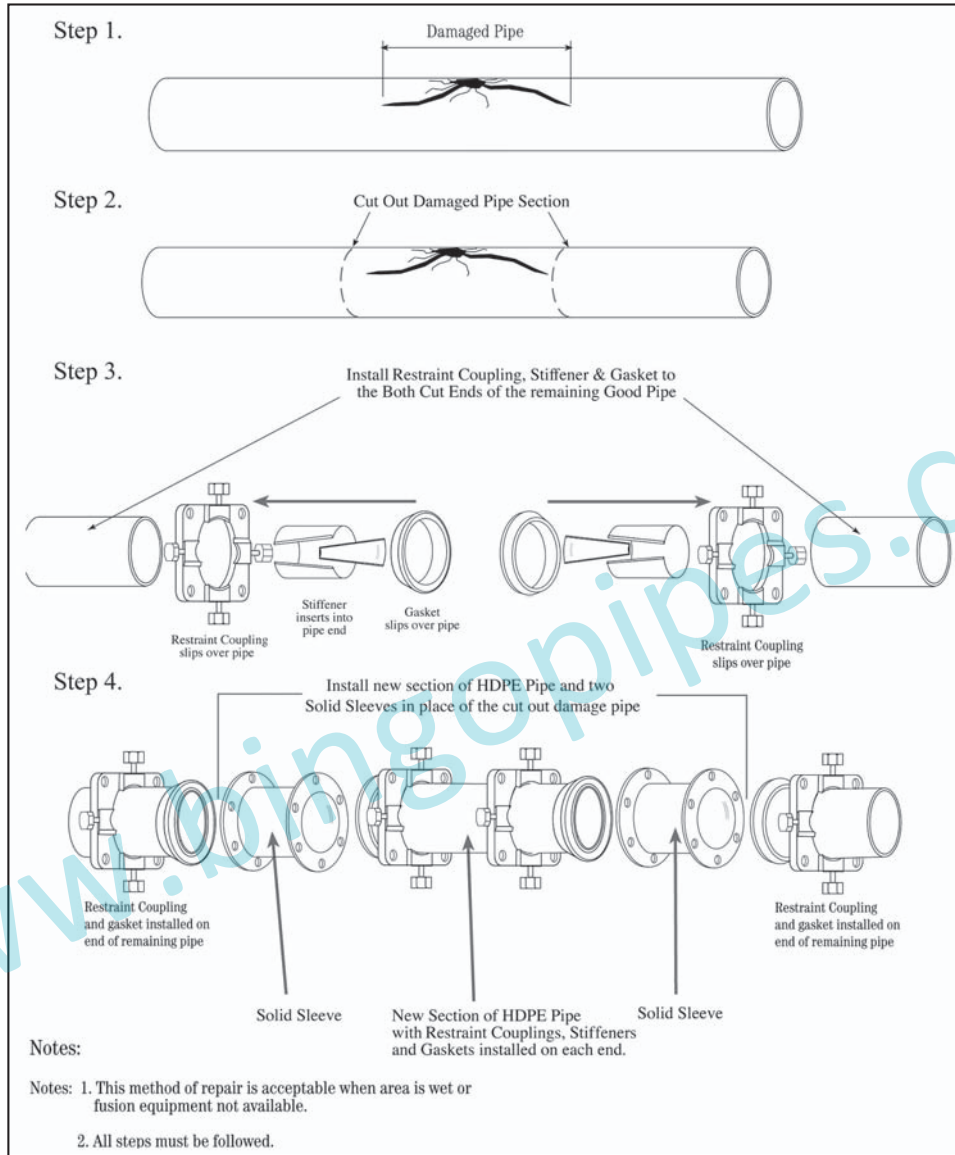 Step 1.
Damaged Pipe
Step 2.
Cut Out Damaged Pipe Section
Step 3.
Install Restraint Coupling, Stiffener & Gasket to
the Both Cut Ends of the remaining Good Pipe
Restraint Coupling
slips over pipe
Stiffener
inserts into
pipe end
Gasket
slips over pipe
Restraint Coupling
slips over pipe
Step 4.
Install new section of HDPE Pipe and two
Solid Sleeves in place of the cut out damage pipe
Restraint Coupling
and gasket installed on
end of remaining pipe
Restraint Coupling
and gasket installed on
end of remaining pipe
Solid Sleeve
New Section of HDPE Pipe
with Restraint Couplings, Stiffeners
and Gaskets installed on each end.
Solid Sleeve
Notes:
Notes: 1. This method of repair is acceptable when area is wet or
fusion equipment not available.
2. All steps must be followed.
www.bingopipes.c